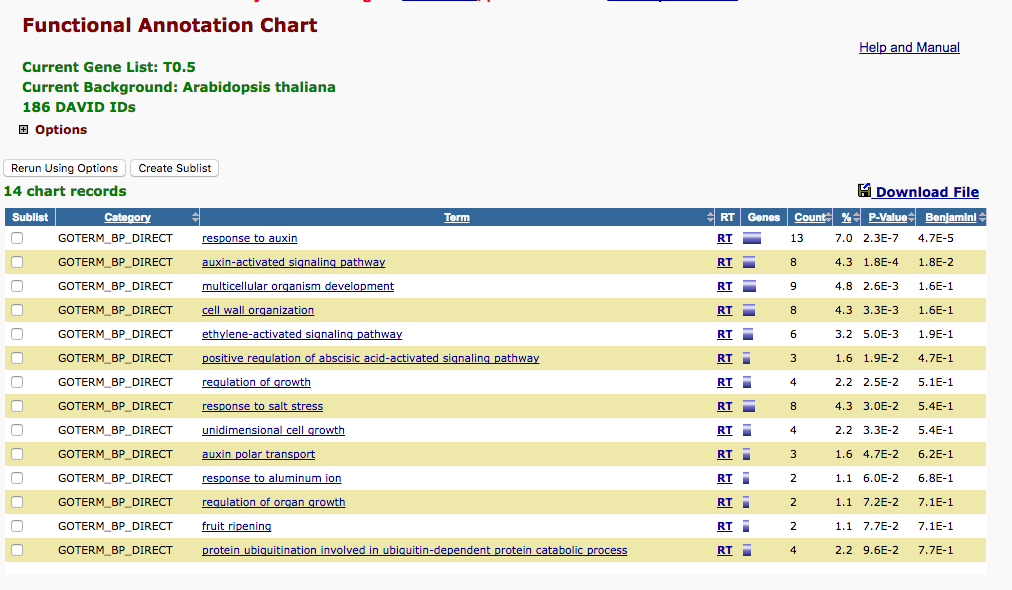 Functional Annotation Chart
Help and Manual
Current Gene List: T0.5
Current Background: Arabidopsis thaliana
186 DAVID IDs
Options
Rerun Using Options Create Sublist
14 chart records Download File
Sublist Category Term RT Genes Count % P-Value Benjamini
GOTERM_BP_DIRECT response to auxin RT 13 7.0 2.3E-7 4.7E-5
GOTERM_BP_DIRECT auxin-activated signaling pathway RT 8 4.3 1.8E-4 1.8E-2
GOTERM_BP_DIRECT multicellular organism development RT 9 4.8 2.6E-3 1.6E-1
GOTERM_BP_DIRECT cell wall organization RT 8 4.3 3.3E-3 1.6E-1
GOTERM_BP_DIRECT ethylene-activated signaling pathway RT 6 3.2 5.0E-3 1.9E-1
GOTERM_BP_DIRECT positive regulation of abscisic acid-activated signaling pathway RT 3 1.6 1.9E-2 4.7E-1
GOTERM_BP_DIRECT regulation of growth RT 4 2.2 2.5E-2 5.1E-1
GOTERM_BP_DIRECT response to salt stress RT 8 4.3 3.0E-2 5.4E-1
GOTERM_BP_DIRECT unidimensional cell growth RT 4 2.2 3.3E-2 5.4E-1
GOTERM_BP_DIRECT auxin polar transport RT 3 1.6 4.7E-2 6.2E-1
GOTERM_BP_DIRECT response to aluminum ion RT 2 1.1 6.0E-2 6.8E-1
GOTERM_BP_DIRECT regulation of organ growth RT 2 1.1 7.2E-2 7.1E-1
GOTERM_BP_DIRECT fruit ripening RT 2 1.1 7.7E-2 7.1E-1
GOTERM_BP_DIRECT protein ubiquitination involved in ubiquitin-dependent protein catabolic process RT 4 2.2 9.6E-2 7.7E-1